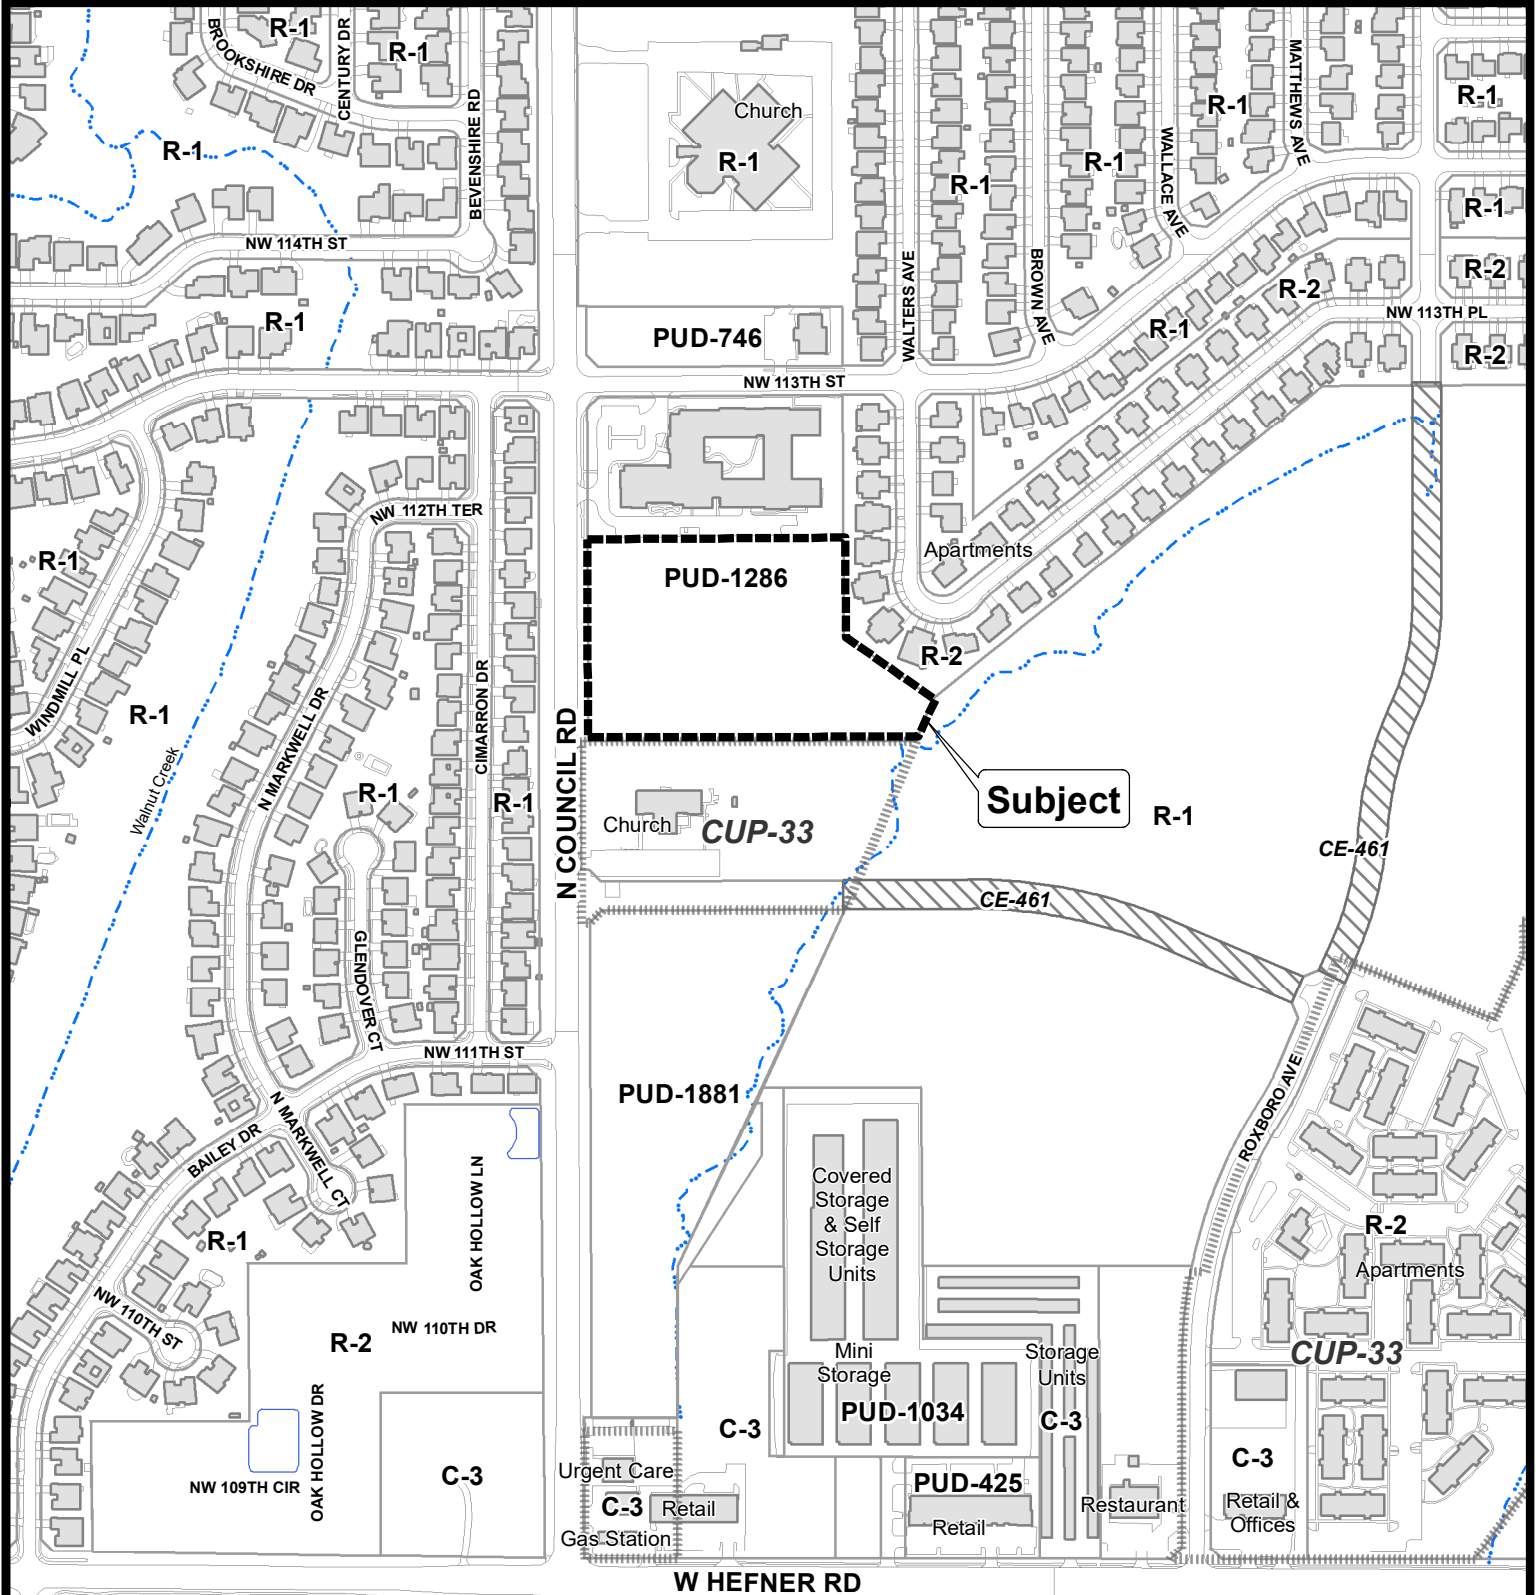 R-1
R-1
BROOKSHIRE DR
CENTURY DR
BEVENSHIRE RD
R-1
NW 114TH ST
R-1
Church
R-1
R-1
R-1
R-1
R-1
MATTHEWS AVE
WALLACE AVE
WALTERS AVE
BROWN AVE
R-1
R-2
R-2
NW 113TH PL
R-1
R-2
PUD-746
NW 113TH ST
NW 112TH TER
R-1
WINDMILL PL
R-1
Walnut Creek
N MARKWELL DR
CIMARRON DR
R-1
R-1
GLENDOVER CT
N COUNCIL RD
PUD-1286
Apartments
R-2
Subject
R-1
Church
CUP-33
CE-461
CE-461
NW 111TH ST
N MARKWELL CT
BAILEY DR
R-1
NW 110TH ST
OAK HOLLOW LN
NW 110TH DR
R-2
OAK HOLLOW DR
NW 109TH CIR
C-3
PUD-1881
Covered
Storage
& Self
Storage
Units
Mini
Storage
PUD-1034
Storage
Units
C-3
C-3
ROXBORO AVE
R-2
Apartments
CUP-33
C-3
Retail &
Offices
Urgent Care
C-3
Retail
Gas Station
PUD-425
Retail
Restaurant
W HEFNER RD